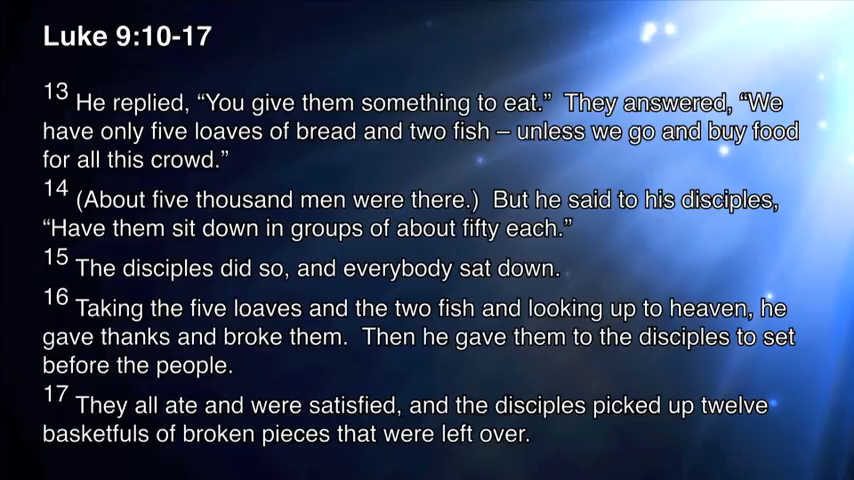 Luke 9:10-17
13 He replied, “You give them something to eat.”  They answered, “We
have only five loaves of bread and two fish – unless we go and buy food
for all this crowd.”
14 (About five thousand men were there.)  But he said to his disciples,
“Have them sit down in groups of about fifty each.”
15 The disciples did so, and everybody sat down.
16 Taking the five loaves and the two fish and looking up to heaven, he
gave thanks and broke them.  Then he gave them to the disciples to set
before the people.
17 They all ate and were satisfied, and the disciples picked up twelve
basketfuls of broken pieces that were left over.